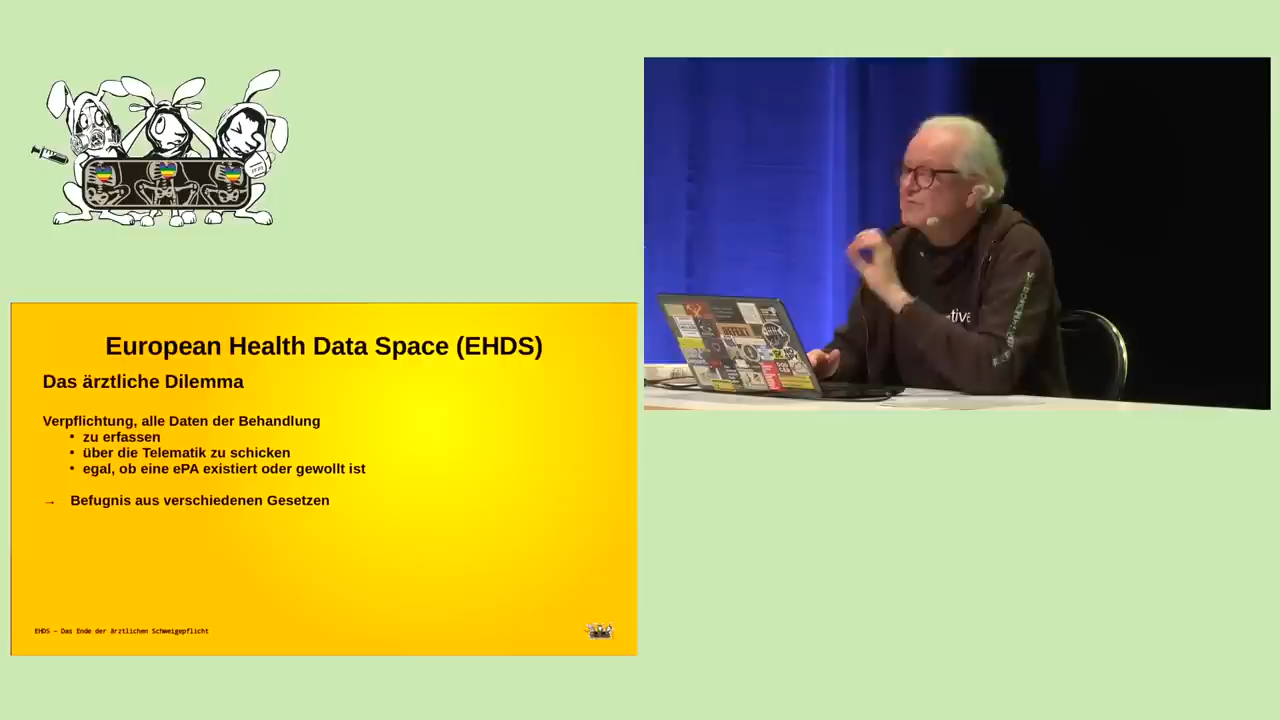 European Health Data Space (EHDS)
Das ärztliche Dilemma
Verpflichtung, alle Daten der Behandlung
• zu erfassen
• über die Telematik zu schicken
• egal, ob eine ePA existiert oder gewollt ist
→ Befugnis aus verschiedenen Gesetzen
EHDS – Das Ende der ärztlichen Schweigepflicht
DEFEKT